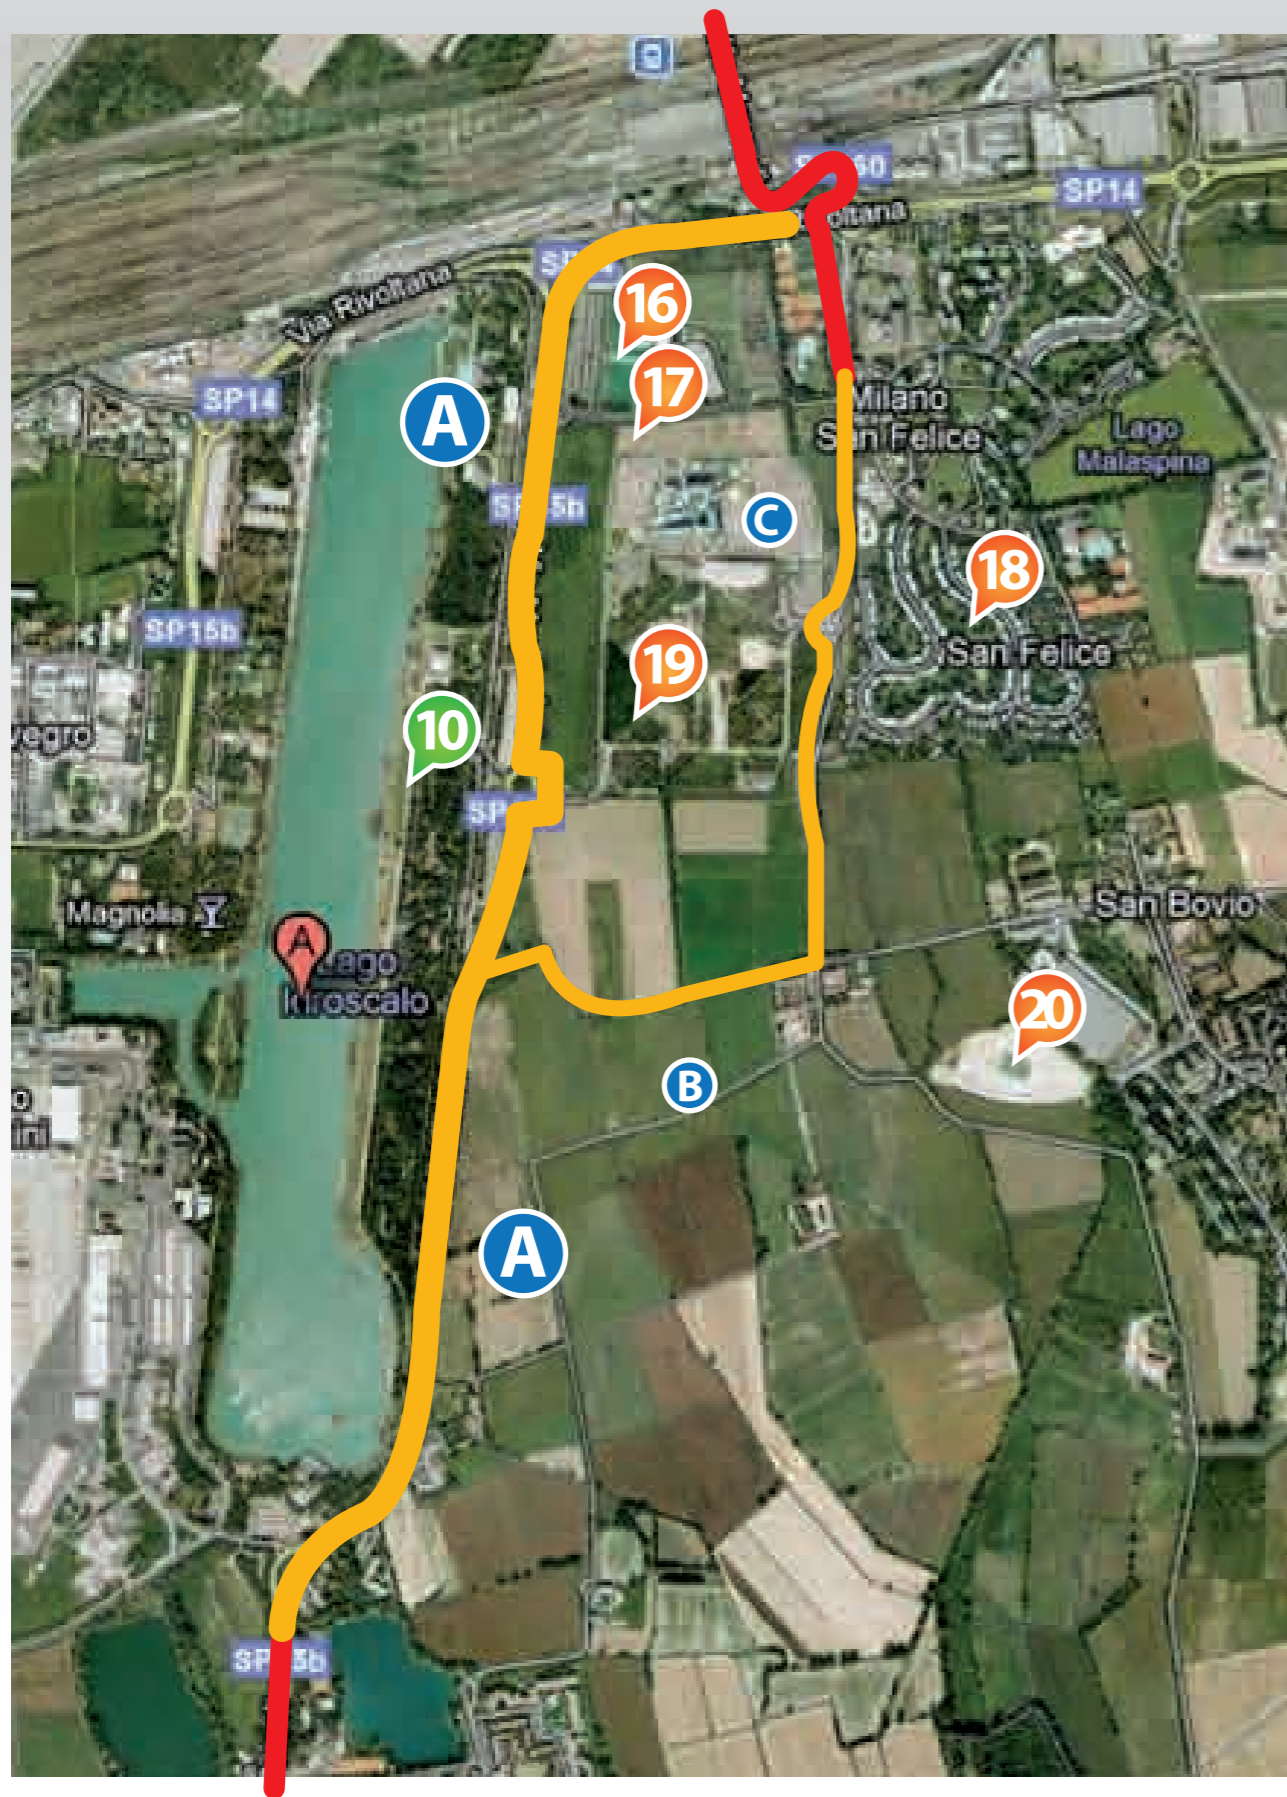 SP14
Via Rivoltana
16
17
SP14
A
Milano
San Felice
Lago
Malaspina
C
18
SP15b
San Felice
19
10
Magnolia
San Bovio
A
Lago
Idroscalo
20
B
A